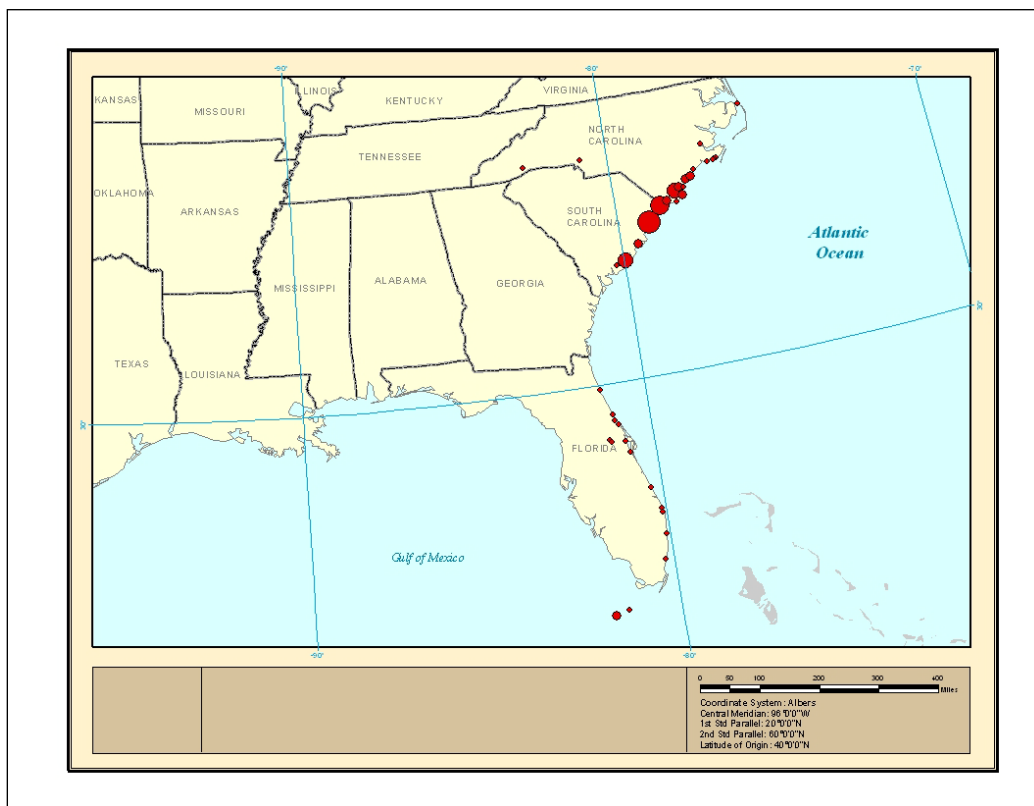 -90°
-80°
-70°
KANSAS
MISSOURI
ILLINOIS
KENTUCKY
VIRGINIA
TENNESSEE
NORTH
CAROLINA
OKLAHOMA
ARKANSAS
SOUTH
CAROLINA
Atlantic
Ocean
MISSISSIPPI
ALABAMA
GEORGIA
30°
TEXAS
LOUISIANA
30°
FLORIDA
Gulf of Mexico
-90°
-80°
0 50 100 200 300 400
Miles
Coordinate System: Albers
Central Meridian: 96°0'0"W
1st Std Parallel: 20°0'0"N
2nd Std Parallel: 60°0'0"N
Latitude of Origin: 40°0'0"N